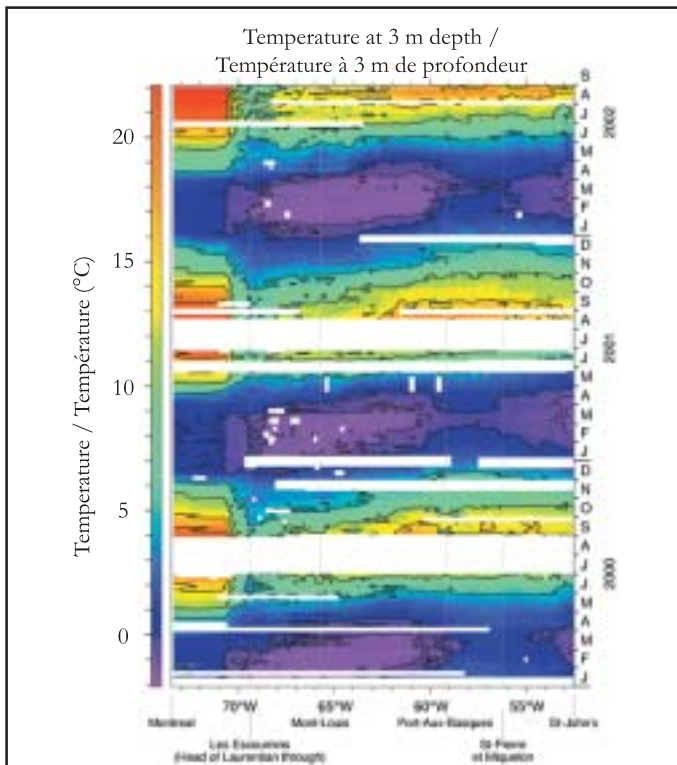 Temperature at 3 m depth /
Température à 3 m de profondeur
Temperature / Température (°C)
20
15
10
5
0
S
A
J
J
M
A
M
F
J
D
N
O
S
A
J
J
M
A
M
F
J
D
N
O
S
A
J
J
M
A
M
F
J
2002
2001
2000
70°W
65°W
60°W
55°W
Montreal
Mont-Louis
Port-Aux-Basques
St-John's
Les Escoumins
(Head of Laurentian through)
St-Pierre
et Miquelon